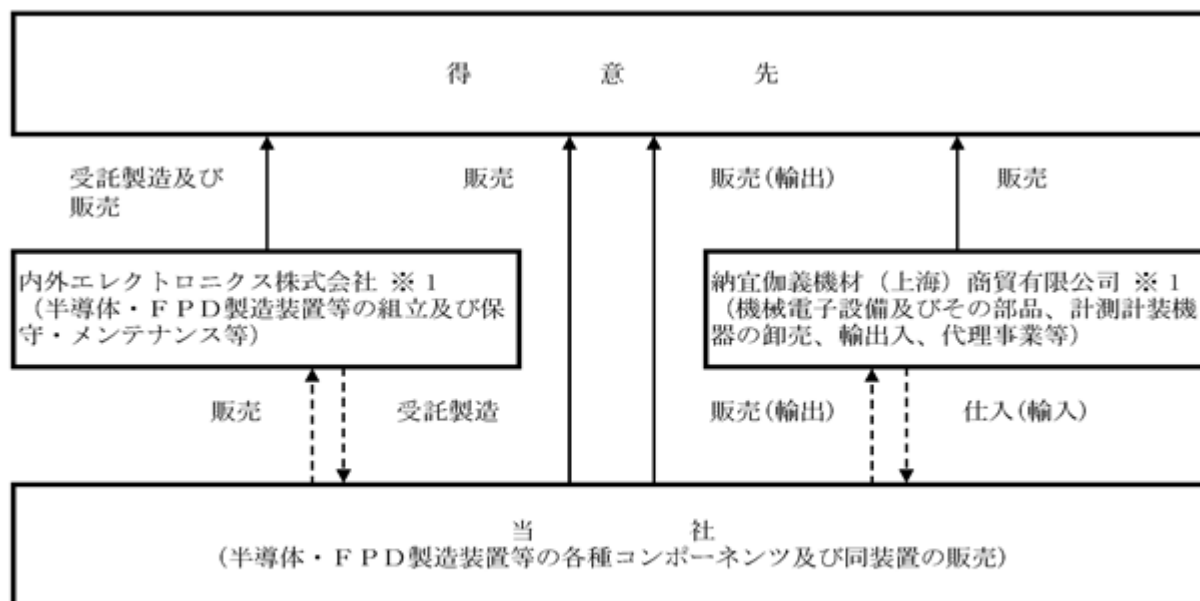 得 意 先
受託製造及び
販売
販売
販売(輸出)
販売
内外エレクトロニクス株式会社 ※1
(半導体・FPD製造装置等の組立及び保
守・メンテナンス等)
納宜伽義機材(上海)商貿有限公司 ※1
(機械電子設備及びその部品、計測計装機
器の卸売、輸出入、代理事業等)
販売
受託製造
販売(輸出)
仕入(輸入)
当 社
(半導体・FPD製造装置等の各種コンポーネンツ及び同装置の販売)